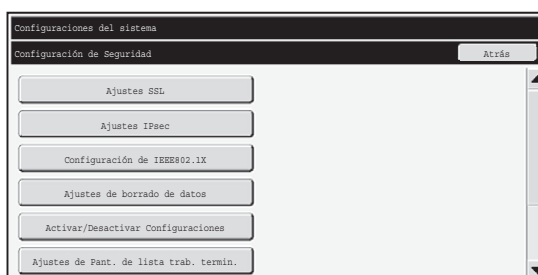 Configuraciones del sistema
Configuración de Seguridad
Atrás
Ajustes SSL
Ajustes IPsec
Configuración de IEEE802.1X
Ajustes de borrado de datos
Activar/Desactivar Configuraciones
Ajustes de Pant. de lista trab. termin.